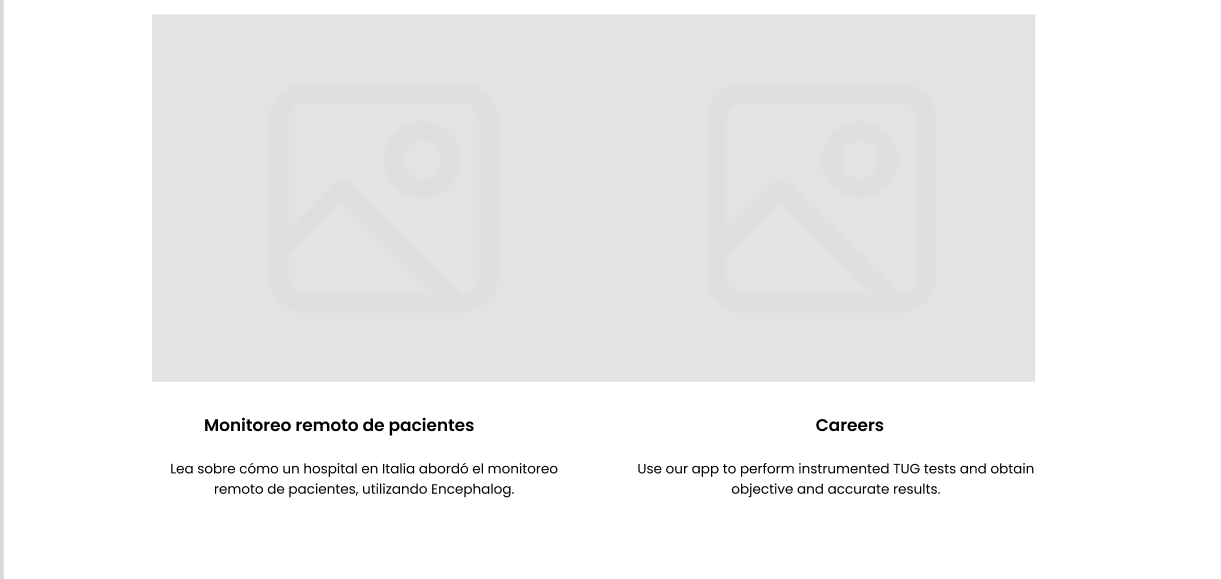 Monitoreo remoto de pacientes
Lea sobre cómo un hospital en Italia abordó el monitoreo
remoto de pacientes, utilizando Encephalog.
Careers
Use our app to perform instrumented TUG tests and obtain
objective and accurate results.